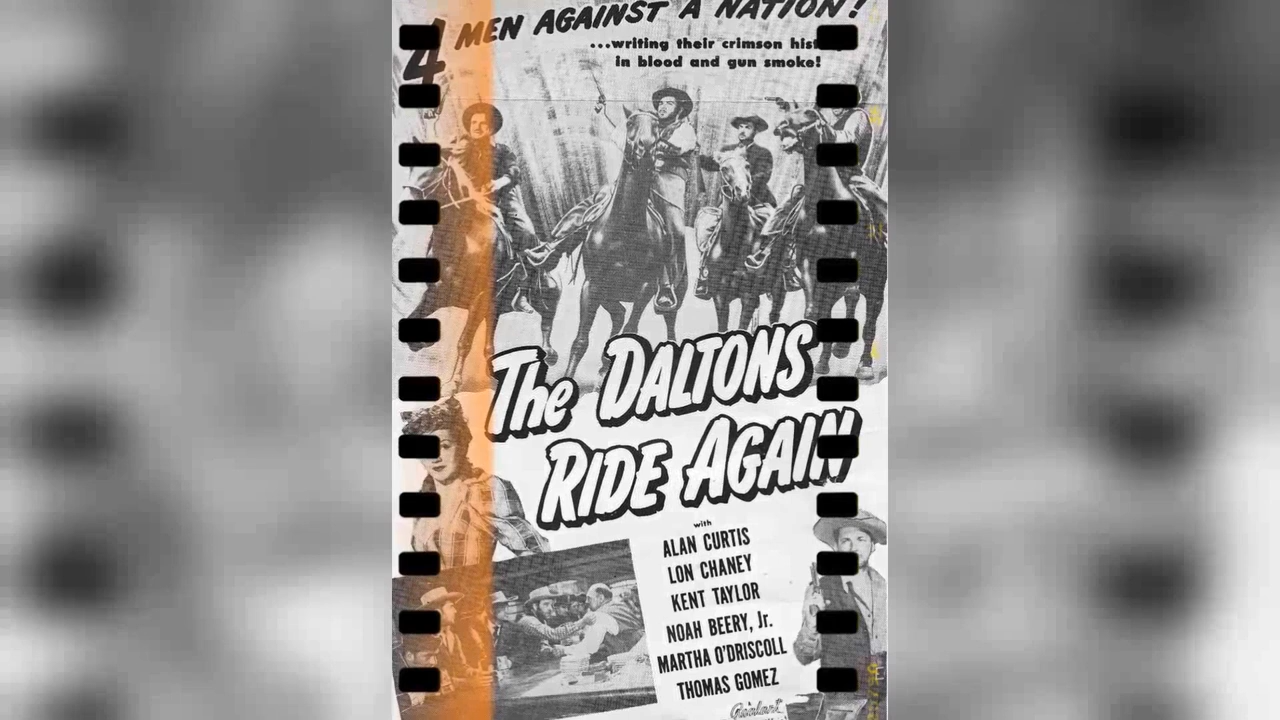 4 MEN AGAINST A NATION!
...writing their crimson
in blood and gun smoke!
The DALTONS
RIDE AGAIN
with
ALAN CURTIS
LON CHANEY
KENT TAYLOR
NOAH BEERY, Jr.
MARTHA O'DRISCOLL
THOMAS GOMEZ